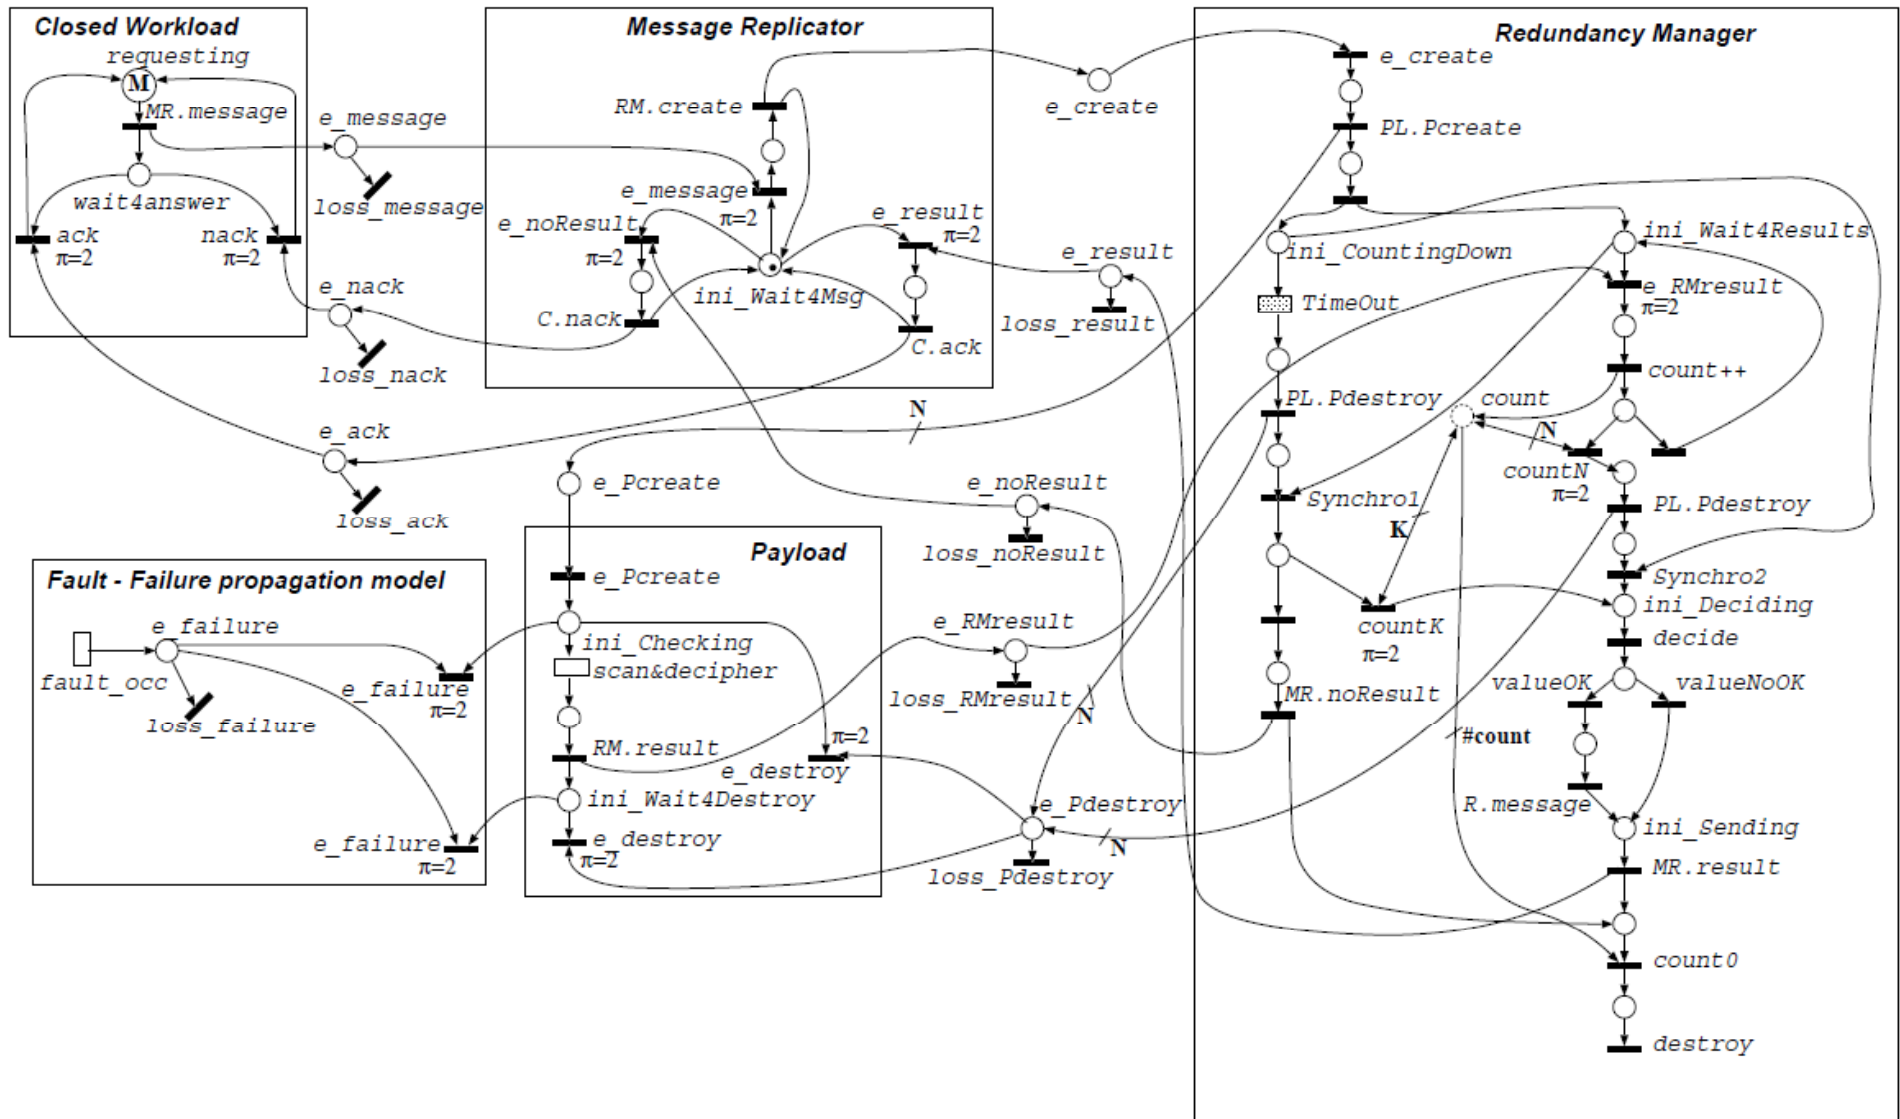 Closed Workload
requesting
M
MR.message
wait4answer
ack
π=2
nack
π=2
e_message
loss_message
e_nack
loss_nack
e_ack
loss_ack
Message Replicator
RM.create
e_message
π=2
e_noResult
π=2
e_result
π=2
ini_Wait4Msg
C.nack
C.ack
e_create
e_result
loss_result
N
e_Pcreate
e_noResult
loss_noResult
Fault - Failure propagation model
e_failure
fault_occ
loss_failure
e_failure
π=2
e_failure
π=2
Payload
e_Pcreate
ini_Checking
scan&decipher
RM.result
π=2
e_destroy
ini_Wait4Destroy
e_destroy
π=2
e_RMresult
loss_RMresult
N
e_Pdestroy
N
loss_Pdestroy
Redundancy Manager
e_create
PL.Pcreate
ini_CountingDown
ini_Wait4Results
TimeOut
e_RMresult
π=2
count++
PL.Pdestroy
count
N
countN
π=2
Synchro1
K
PL.Pdestroy
countK
π=2
Synchro2
ini_Deciding
decide
MR.noResult
valueOK
valueNoOK
#count
R.message
ini_Sending
MR.result
count0
destroy